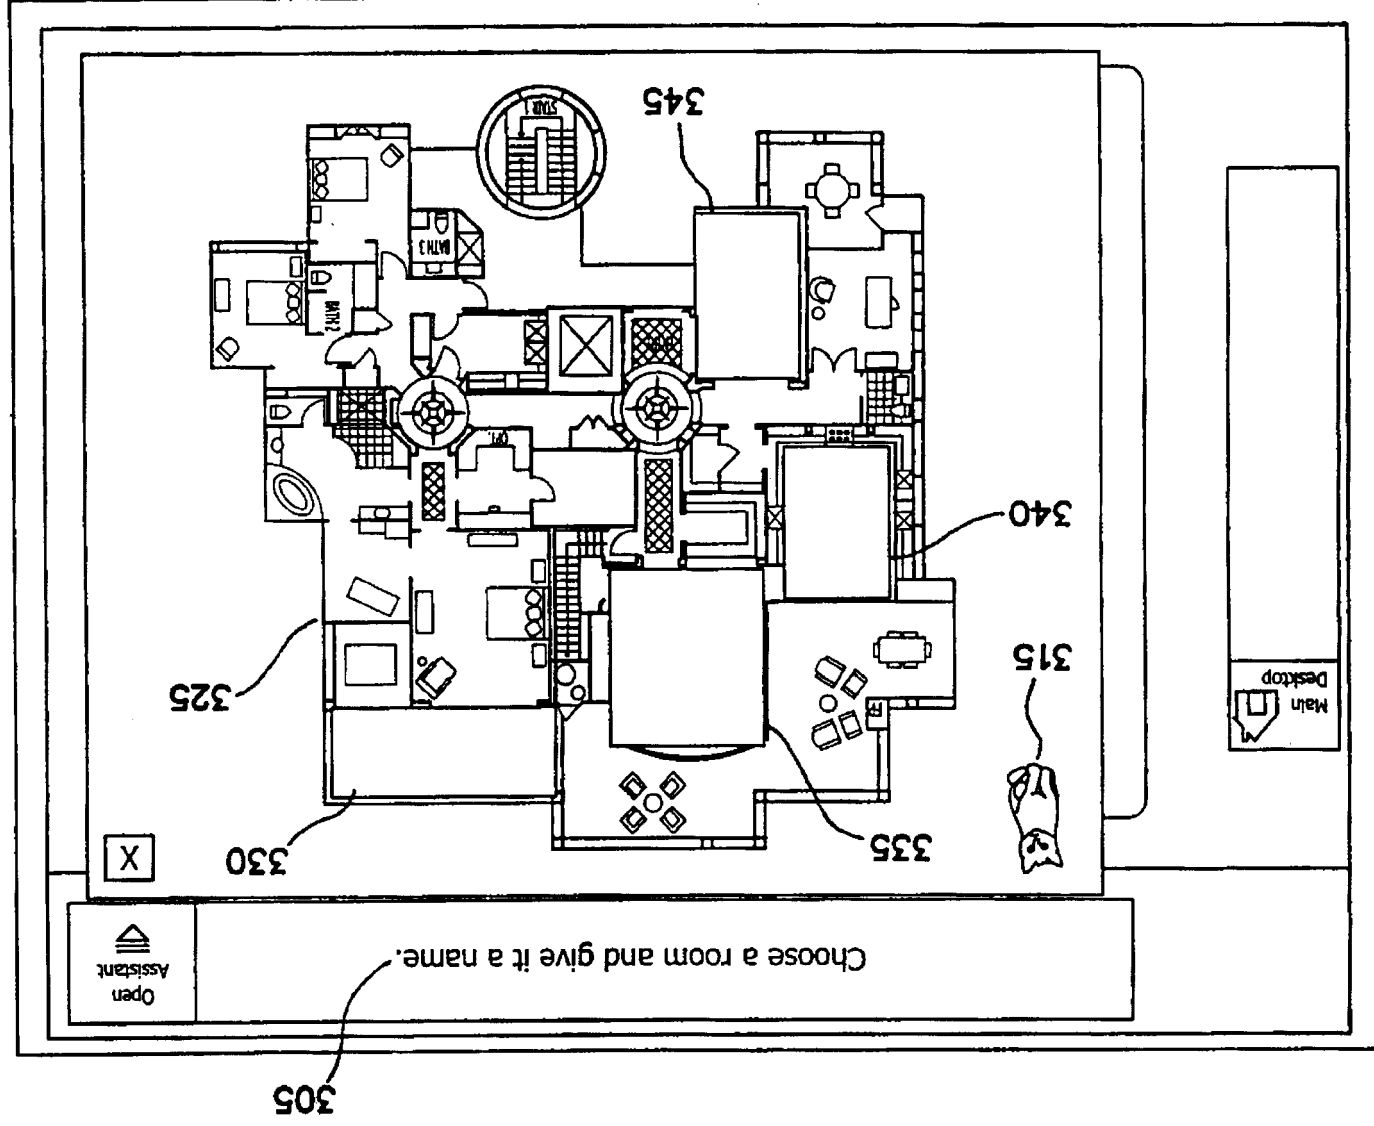 305
Choose a room and give it a name.
Open
Assistant
X
330
335
325
Main
Desktop
315
340
OPT.
BATH 2
BATH 3
345
STAIR 1